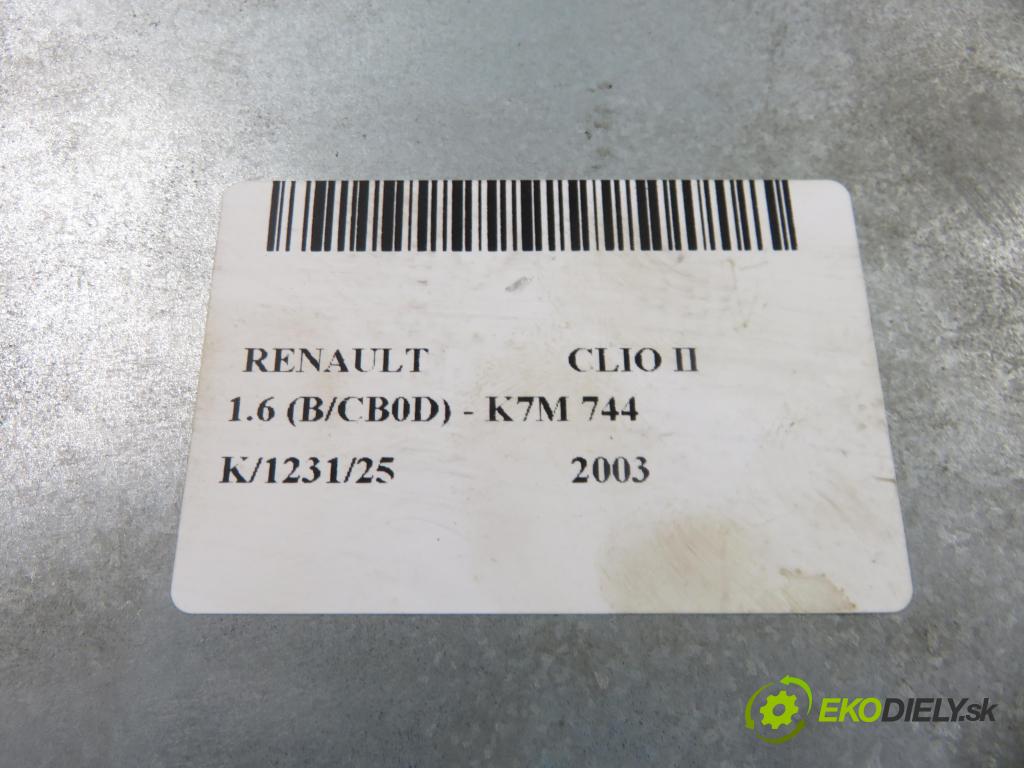 RENAULT CLIO II
1.6 (B/CB0D) - K7M 744
K/1231/25 2003
EKODIELY.sk